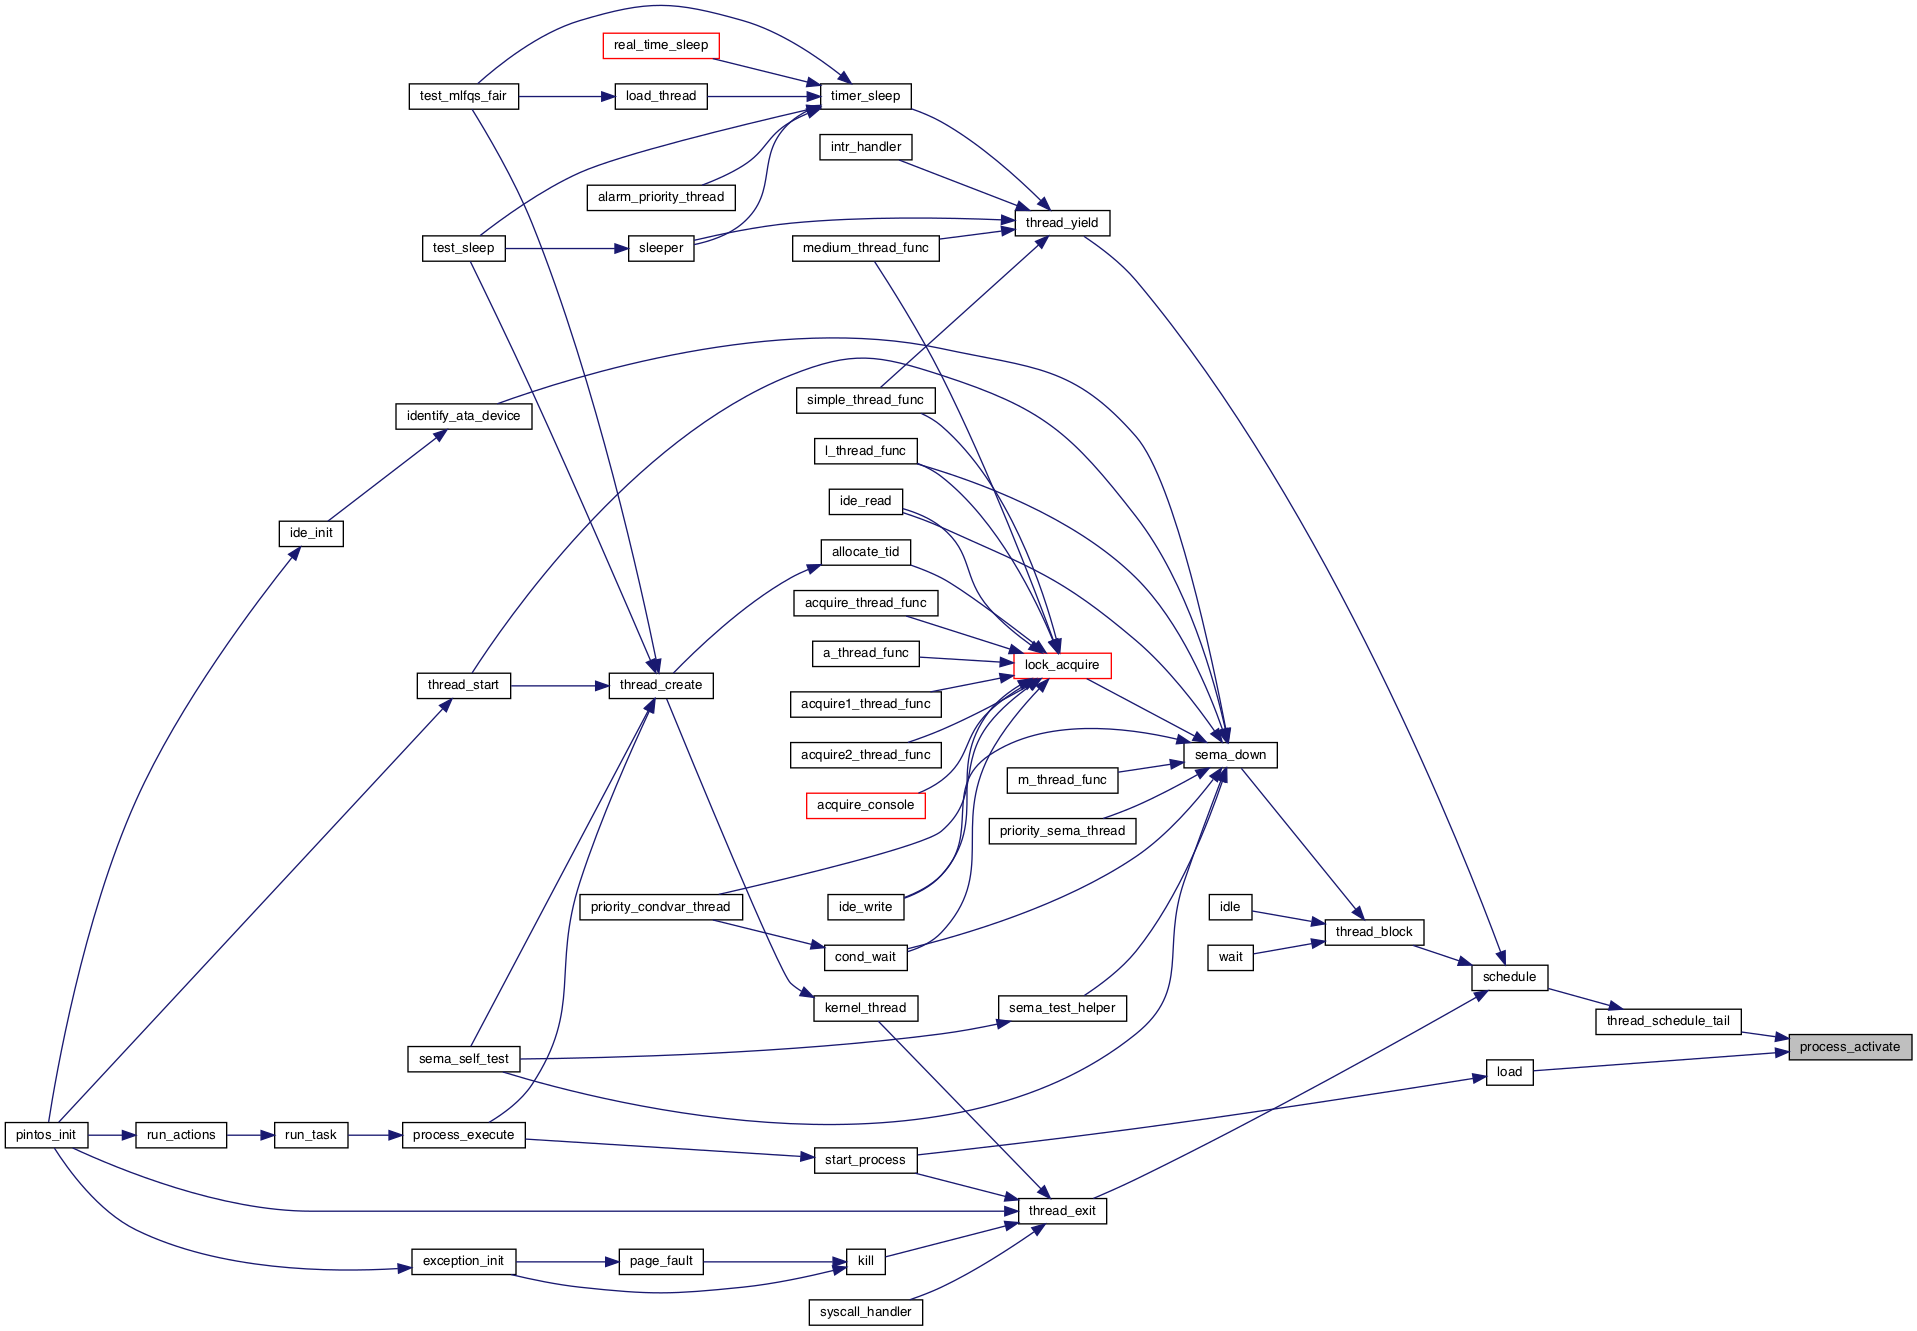 real_time_sleep
test_mlfqs_fair
load_thread
timer_sleep
intr_handler
alarm_priority_thread
thread_yield
test_sleep
sleeper
medium_thread_func
simple_thread_func
identify_ata_device
l_thread_func
ide_read
ide_init
allocate_tid
acquire_thread_func
a_thread_func
lock_acquire
thread_start
thread_create
acquire1_thread_func
acquire2_thread_func
sema_down
m_thread_func
acquire_console
priority_sema_thread
priority_condvar_thread
ide_write
idle
thread_block
cond_wait
wait
schedule
kernel_thread
sema_test_helper
thread_schedule_tail
process_activate
sema_self_test
load
pintos_init
run_actions
run_task
process_execute
start_process
thread_exit
exception_init
page_fault
kill
syscall_handler